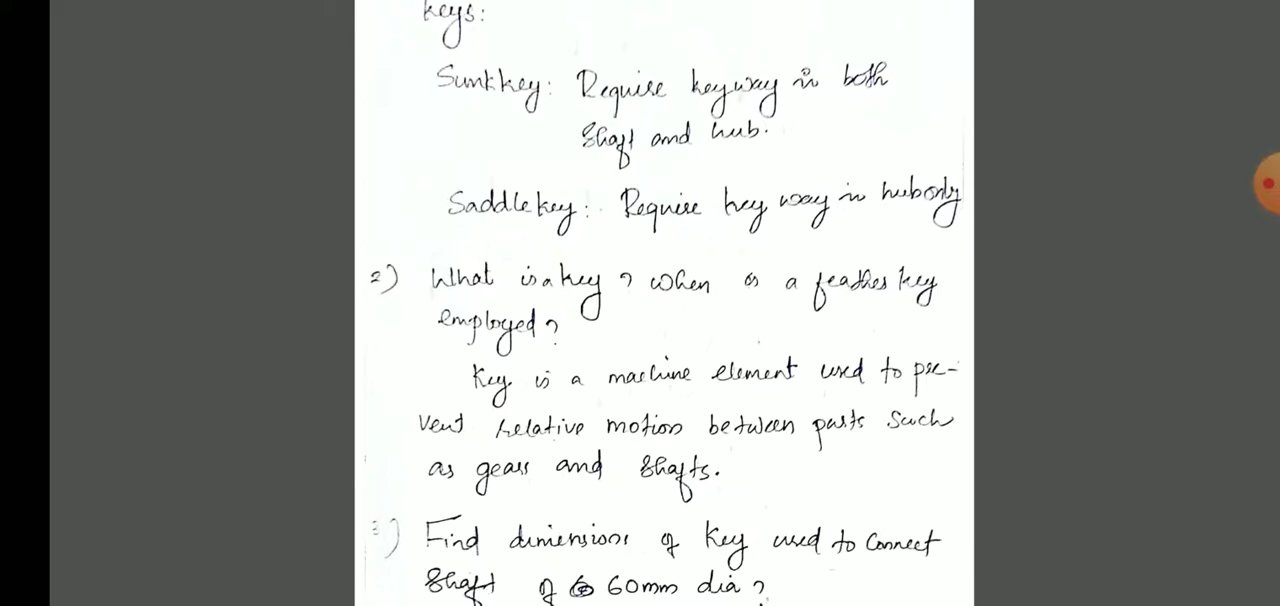 keys:
Sunkkey: Require keyway in both
shaft and hub.
Saddle key: Require key way in hub only
2) What is a key? When is a feather key
employed?
Key is a machine element used to pre-
vent relative motion between parts such
as gears and shafts.
3) Find dimensions of key used to connect
shaft of 60mm dia?